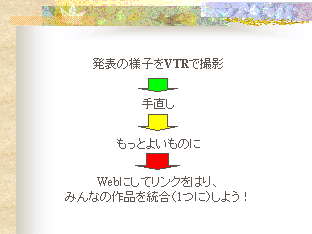 発表の様子をVTRで撮影
手直し
もっとよいものに
Webにしてリンクをはり、
みんなの作品を統合(1つに)しよう！